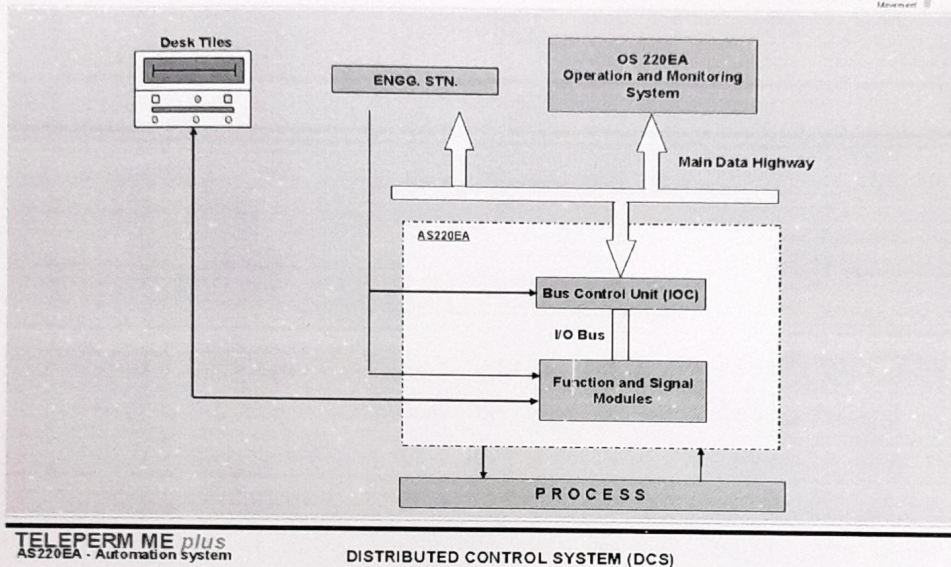 Movement
Desk Tiles
ENGG. STN.
OS 220EA
Operation and Monitoring
System
Main Data Highway
AS220EA
Bus Control Unit (IOC)
I/O Bus
Function and Signal
Modules
PROCESS
TELEPERM ME plus
AS220EA - Automation system
DISTRIBUTED CONTROL SYSTEM (DCS)